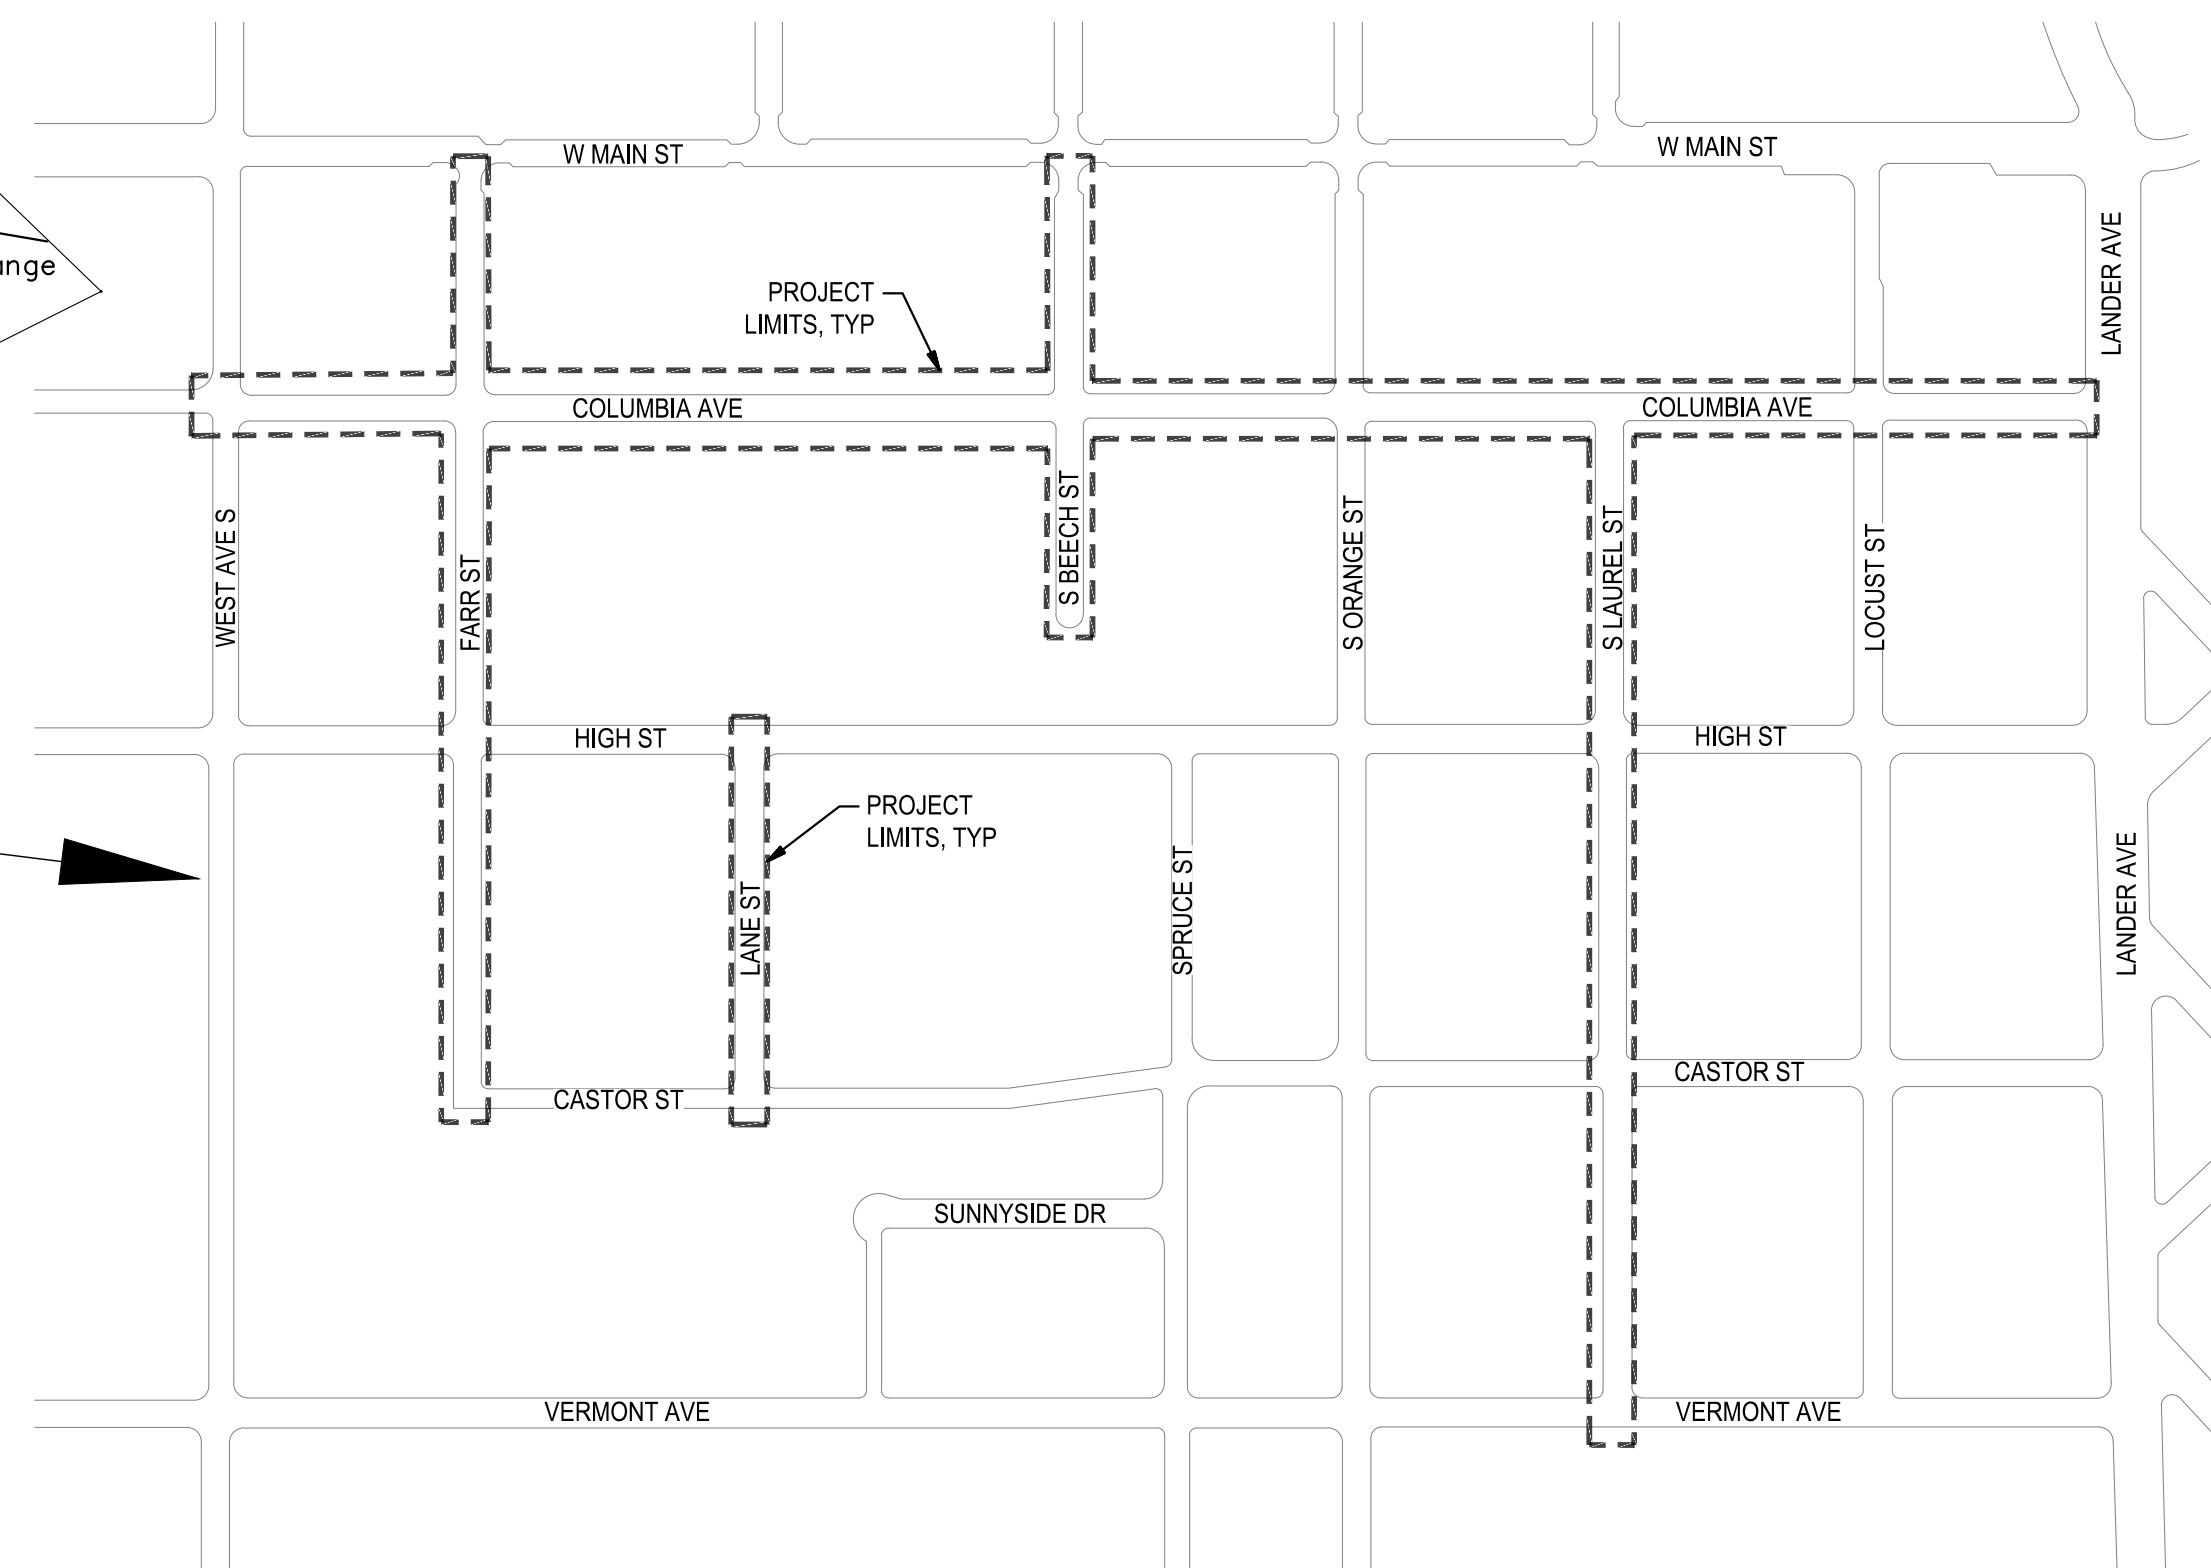 W MAIN ST
W MAIN ST
LANDER AVE
PROJECT
LIMITS, TYP
COLUMBIA AVE
COLUMBIA AVE
WEST AVE S
FARR ST
S BEECH ST
S ORANGE ST
S LAUREL ST
LOCUST ST
HIGH ST
HIGH ST
PROJECT
LIMITS, TYP
LANE ST
SPRUCE ST
LANDER AVE
CASTOR ST
CASTOR ST
SUNNYSIDE DR
VERMONT AVE
VERMONT AVE